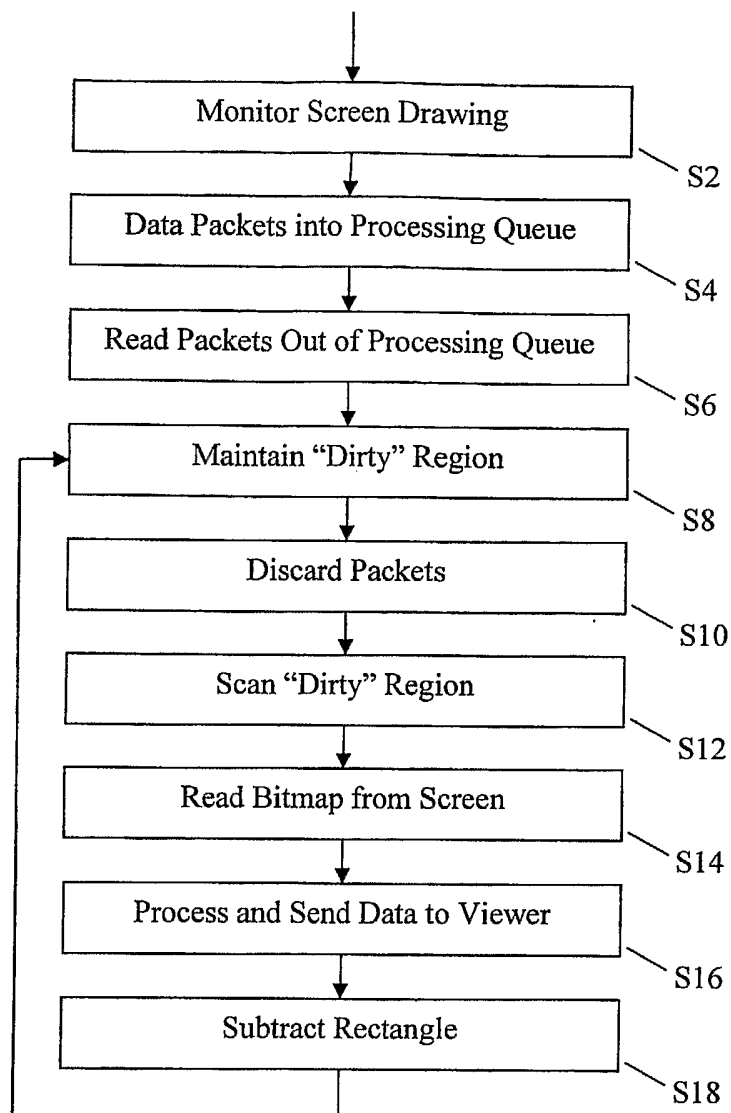 Monitor Screen Drawing
S2
Data Packets into Processing Queue
S4
Read Packets Out of Processing Queue
S6
Maintain “Dirty” Region
S8
Discard Packets
S10
Scan “Dirty” Region
S12
Read Bitmap from Screen
S14
Process and Send Data to Viewer
S16
Subtract Rectangle
S18